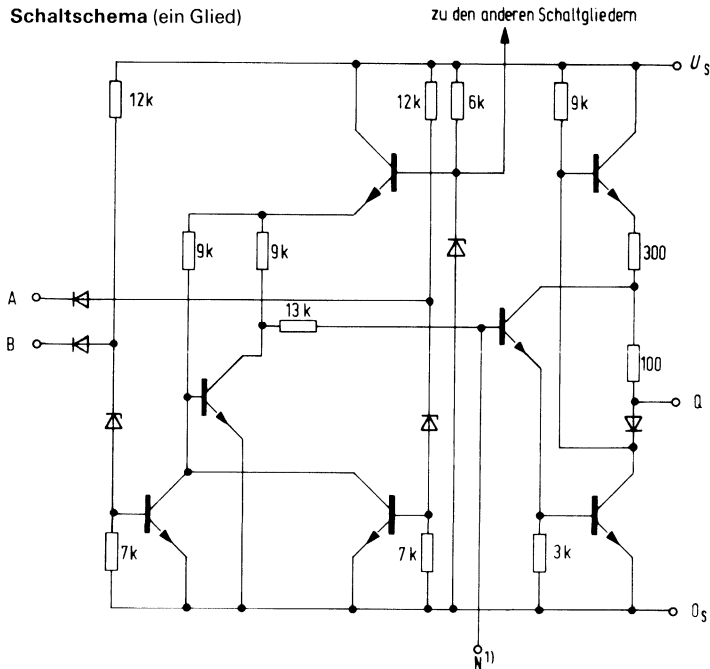 Schaltschema (ein Glied)
zu den anderen Schaltgliedern
U_S
12k
12k
6k
9k
9k
9k
300
A
13k
B
100
Q
7k
7k
3k
0_S
N¹⁾